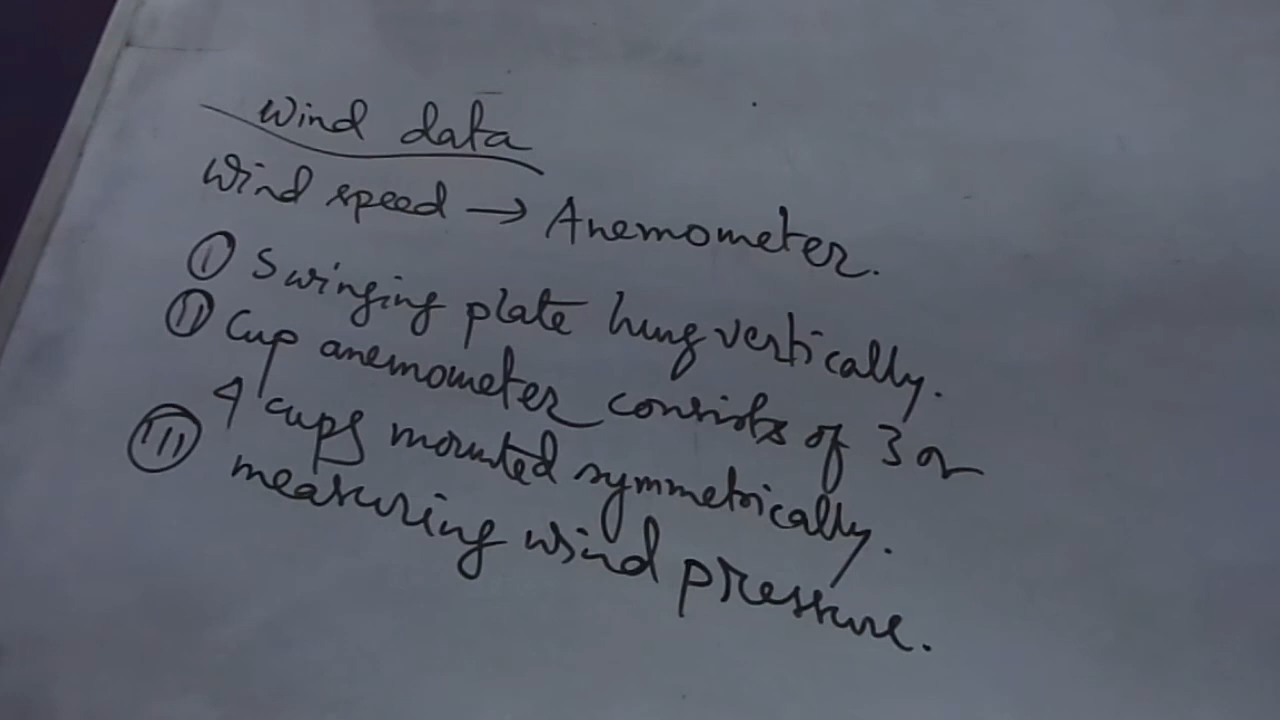 Wind data
Wind speed → Anemometer.
(I) Swinging plate hung vertically.
(II) Cup anemometer consists of 3 or
4 cups mounted symmetrically.
(III) measuring wind pressure.